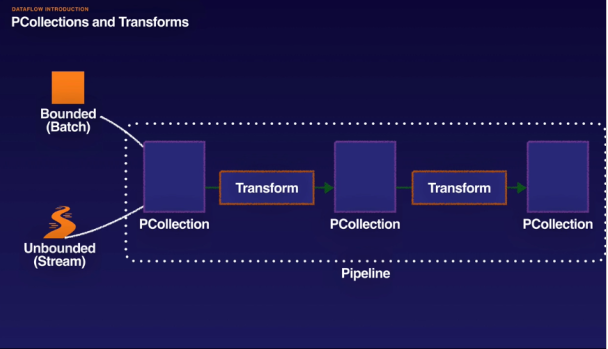 DATAFLOW INTRODUCTION
PCollections and Transforms
Bounded
(Batch)
Transform
Transform
PCollection
PCollection
PCollection
Unbounded
(Stream)
Pipeline